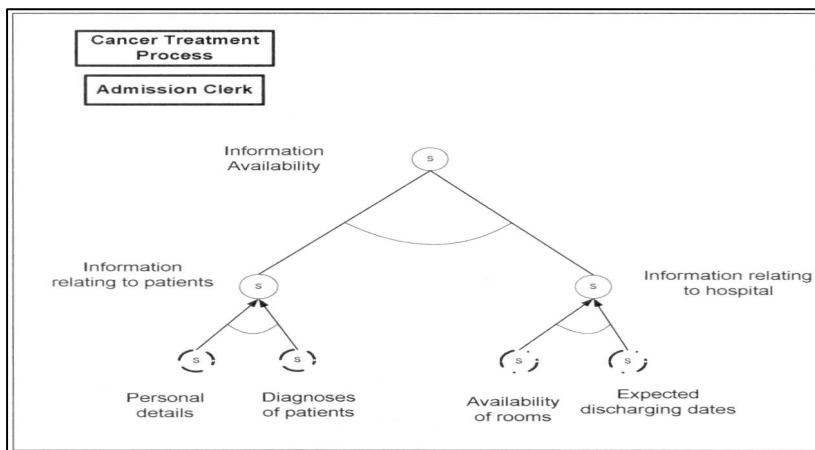 Cancer Treatment
Process
Admission Clerk
Information
Availability
S
Information
relating to patients
S
S
Information relating
to hospital
S
S
S
S
Personal
details
Diagnoses
of patients
Availability
of rooms
Expected
discharging dates